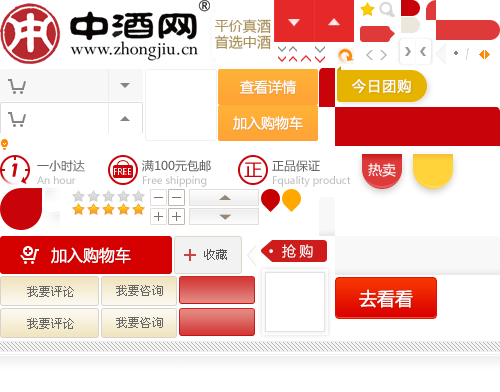 中酒网®
www.zhongjiu.cn
平价真酒
首选中酒
查看详情
今日团购
加入购物车
1 一小时达
An hour
FREE 满100元包邮
Free shipping
正 正品保证
Fquality product
热卖
加入购物车
收藏
抢购
我要评论
我要咨询
去看看
我要评论
我要咨询